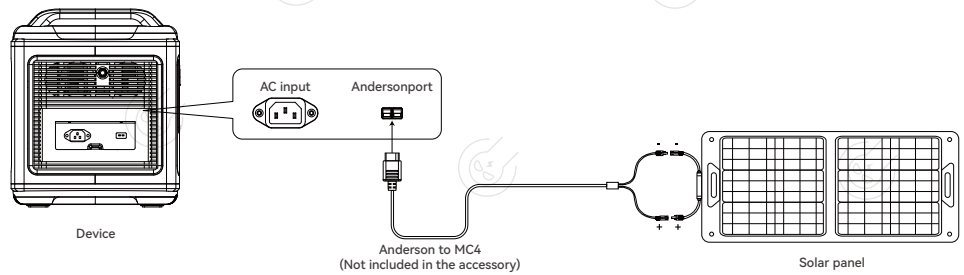 AC input
Andersonport
- -
+ +
Device
Anderson to MC4
(Not included in the accessory)
Solar panel